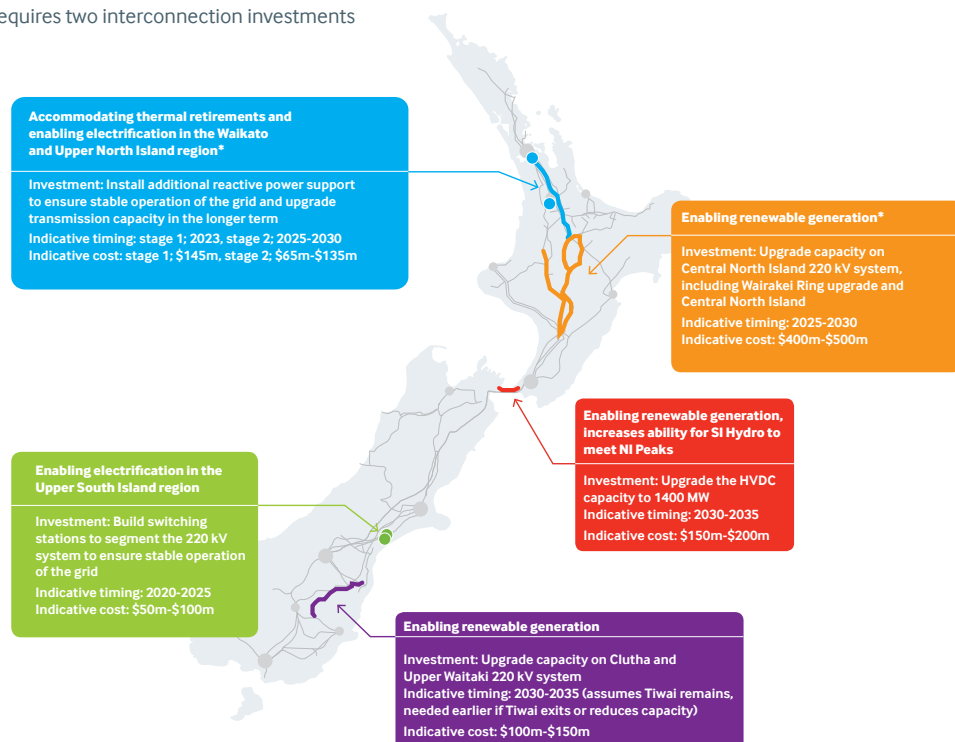 equires two interconnection investments
Accommodating thermal retirements and
enabling electrification in the Waikato
and Upper North Island region*
Investment: Install additional reactive power support
to ensure stable operation of the grid and upgrade
transmission capacity in the longer term
Indicative timing: stage 1; 2023, stage 2; 2025-2030
Indicative cost: stage 1; $145m, stage 2; $65m-$135m
Enabling renewable generation*
Investment: Upgrade capacity on
Central North Island 220 kV system,
including Wairakei Ring upgrade and
Central North Island
Indicative timing: 2025-2030
Indicative cost: $400m-$500m
Enabling renewable generation,
increases ability for SI Hydro to
meet NI Peaks
Investment: Upgrade the HVDC
capacity to 1400 MW
Indicative timing: 2030-2035
Indicative cost: $150m-$200m
Enabling electrification in the
Upper South Island region
Investment: Build switching
stations to segment the 220 kV
system to ensure stable operation
of the grid
Indicative timing: 2020-2025
Indicative cost: $50m-$100m
Enabling renewable generation
Investment: Upgrade capacity on Clutha and
Upper Waitaki 220 kV system
Indicative timing: 2030-2035 (assumes Tiwai remains,
needed earlier if Tiwai exits or reduces capacity)
Indicative cost: $100m-$150m